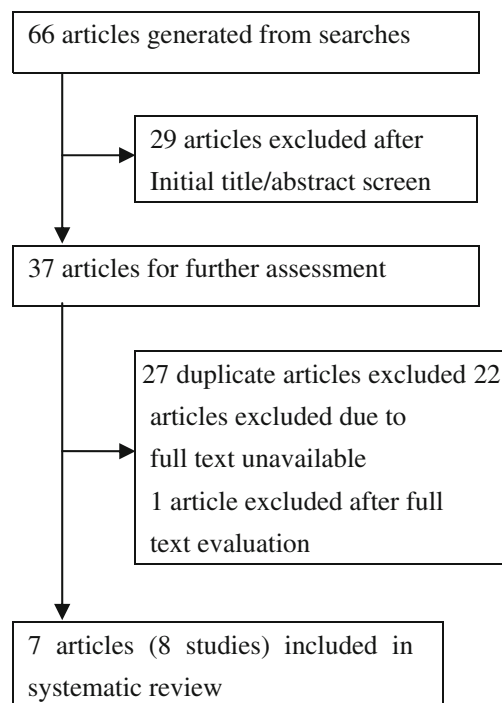 66 articles generated from searches
29 articles excluded after
Initial title/abstract screen
37 articles for further assessment
27 duplicate articles excluded 22
articles excluded due to
full text unavailable
1 article excluded after full
text evaluation
7 articles (8 studies) included in
systematic review